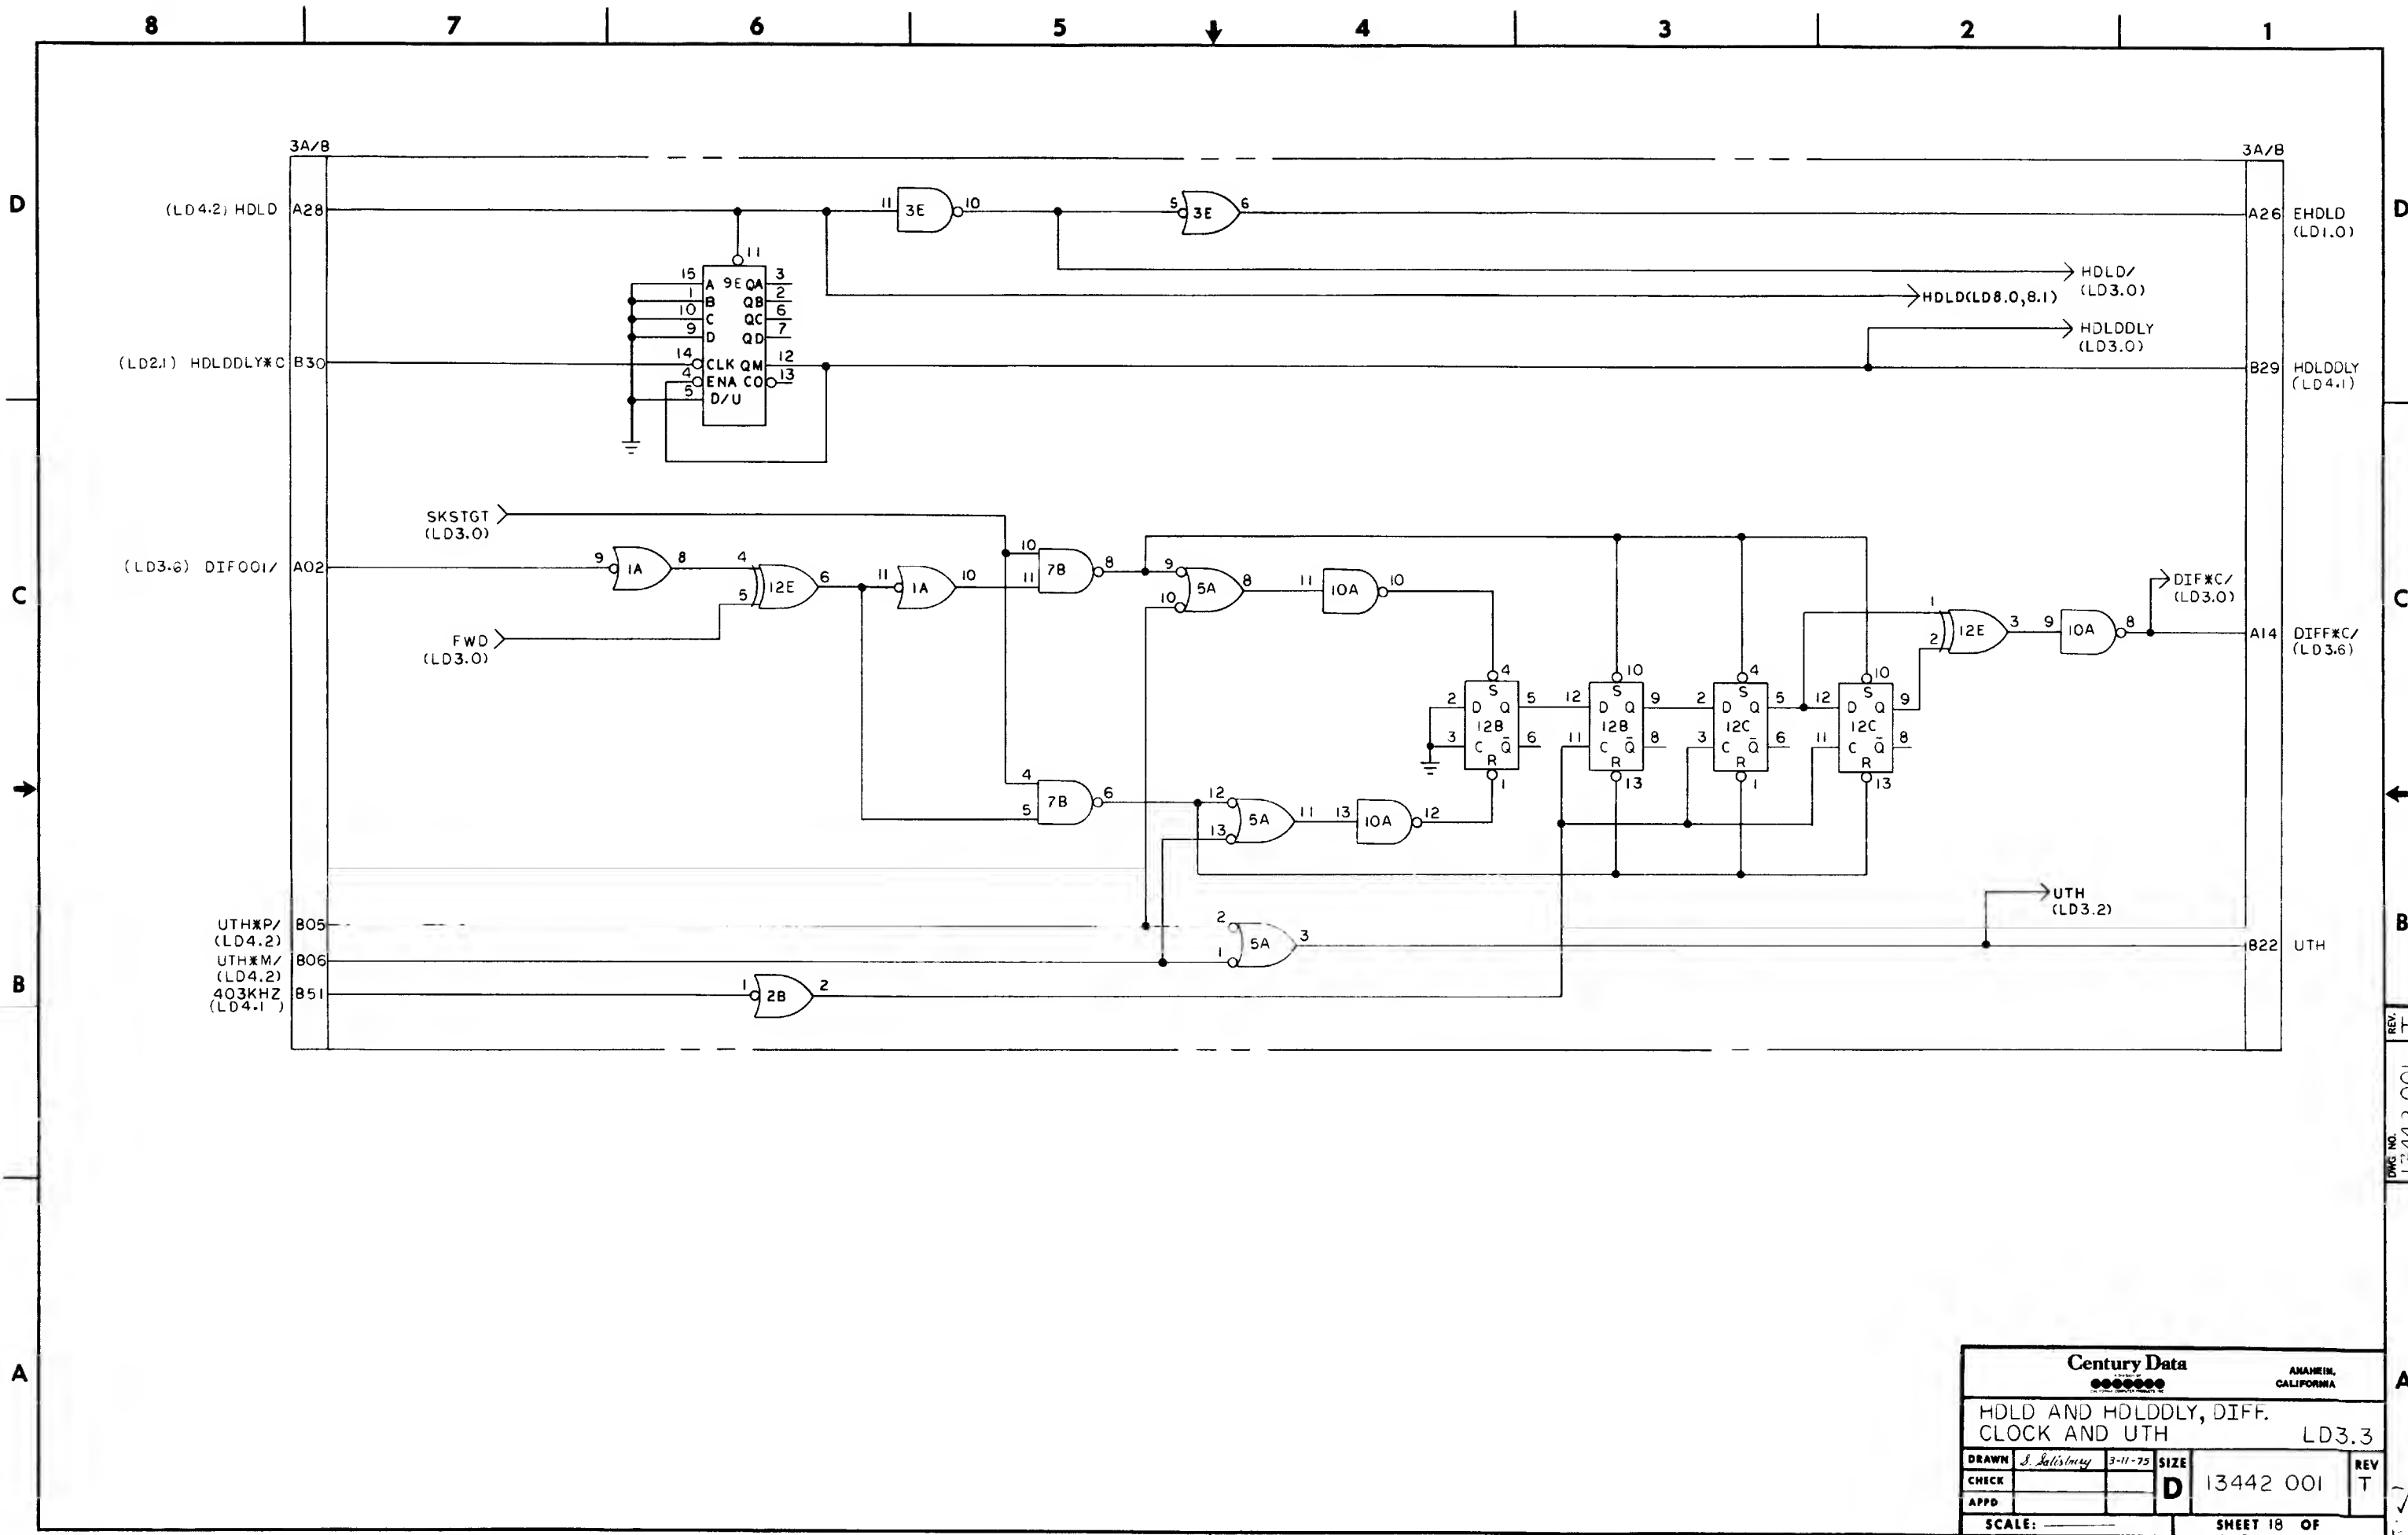 8 7 6 5 4 3 2 1
3A/B 3A/B
D D
(LD4.2) HDLD A28 11 3E 10 5 3E 6 A26 EHDLD
(LD1.0)
11
15 A 9E QA 3
1 B QB 2
10 C QC 6
9 D QD 7
HDLD/
(LD3.0)
HDLD(LD8.0,8.1)
HDLDDLY
(LD3.0)
(LD2.1) HDLDDLY*C B30 14 CLK QM 12 B29 HDLDDLY
(LD4.1)
4 ENA CO 13
5 D/U
SKSTGT
(LD3.0)
(LD3.6) DIF001/ A02 9 1A 8 4 12E 6 11 1A 10 10 7B 8 9 5A 8 11 10A 10
5 11 10
C C
FWD
(LD3.0)
DIF*C/
(LD3.0)
1 12E 3 9 10A 8 A14 DIFF*C/
2 (LD3.6)
4 10 4 10
S S S S
2 D Q 5 12 D Q 9 2 D Q 5 12 D Q 9
12B 12B 12C 12C
3 C Q̄ 6 11 C Q̄ 8 3 C Q̄ 6 11 C Q̄ 8
R R R R
1 13 1 13
4 7B 6 12 5A 11 13 10A 12
5 13
UTH
(LD3.2)
UTH*P/ B05 2 5A 3 B22 UTH
(LD4.2)
UTH*M/ B06 1
(LD4.2)
B B
403KHZ B51 1 2B 2
(LD4.1)
REV.
T
DWG NO.
13442 001
A A
Century Data
ANAHEIM,
CALIFORNIA
HDLD AND HDLDDLY, DIFF.
CLOCK AND UTH LD3.3
DRAWN S. Salisbury 3-11-75 SIZE REV
CHECK D 13442 001 T
APPD
SCALE: SHEET 18 OF